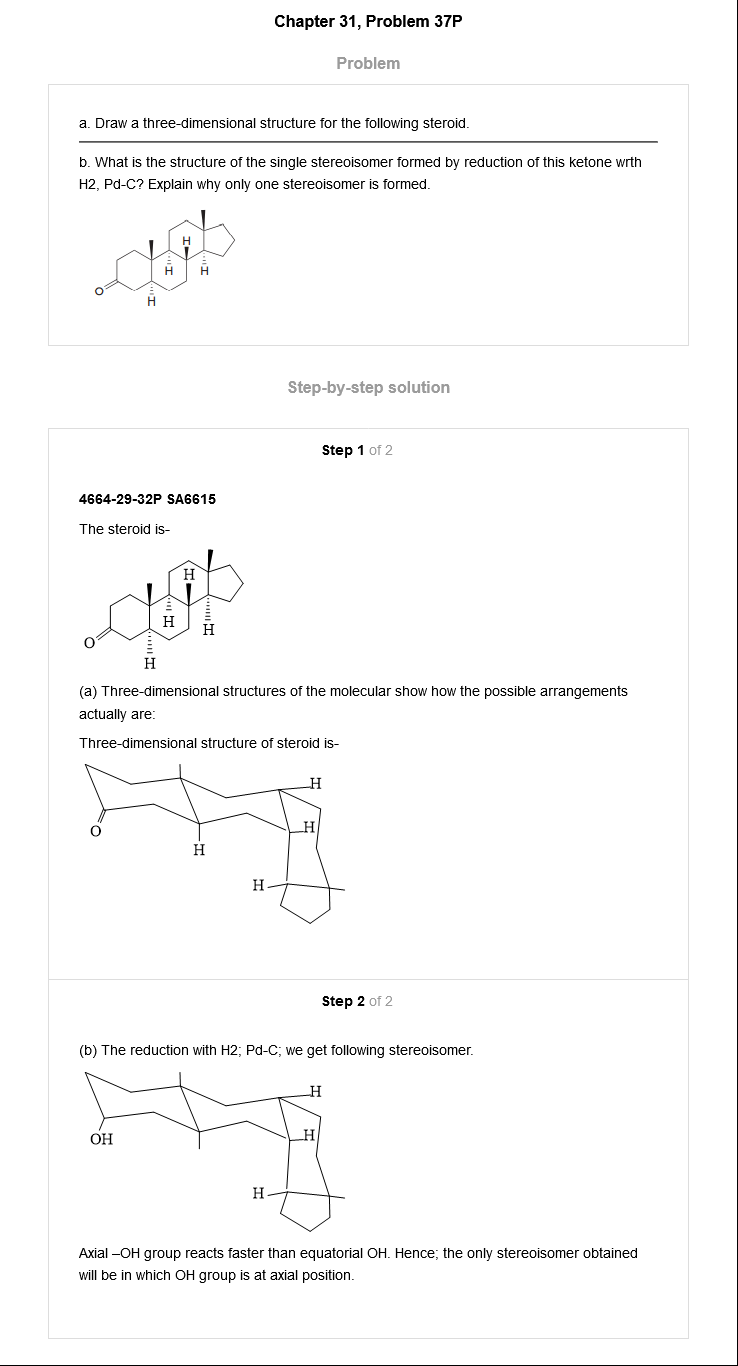 Chapter 31, Problem 37P
Problem
a. Draw a three-dimensional structure for the following steroid.
b. What is the structure of the single stereoisomer formed by reduction of this ketone wrth
H2, Pd-C? Explain why only one stereoisomer is formed.
H
H H
O
H
Step-by-step solution
Step 1 of 2
4664-29-32P SA6615
The steroid is-
H
H
H
O
H
(a) Three-dimensional structures of the molecular show how the possible arrangements
actually are:
Three-dimensional structure of steroid is-
H
O H
H
H
Step 2 of 2
(b) The reduction with H2; Pd-C; we get following stereoisomer.
H
OH H
H
Axial –OH group reacts faster than equatorial OH. Hence; the only stereoisomer obtained
will be in which OH group is at axial position.